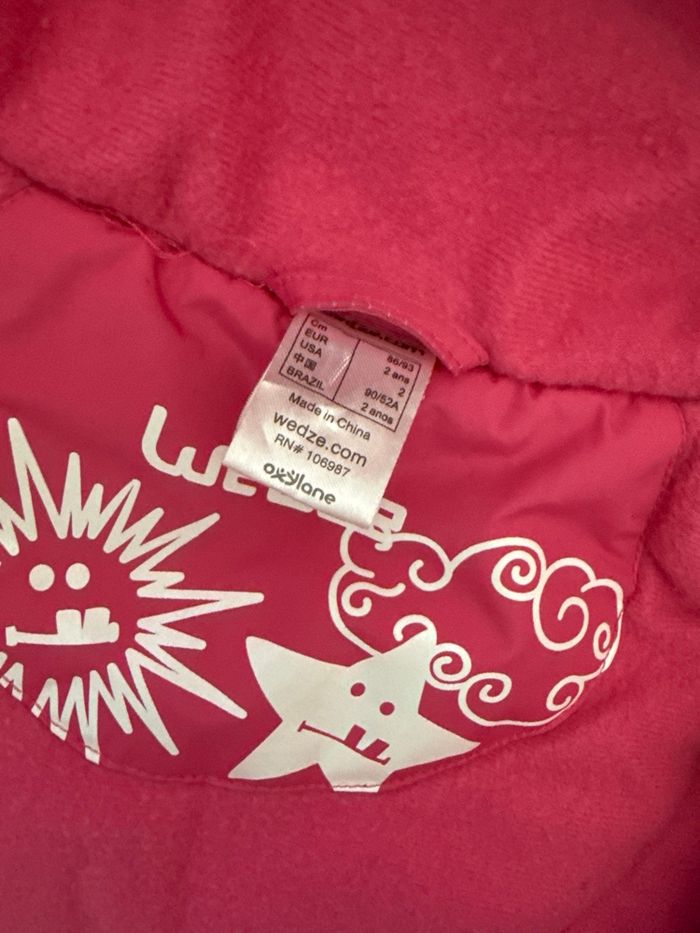 Cm 86/93
EUR 2 ans
USA 2
中国 90/52A
BRAZIL 2 anos
Made in China
wedze.com
RN# 106987
oxylane